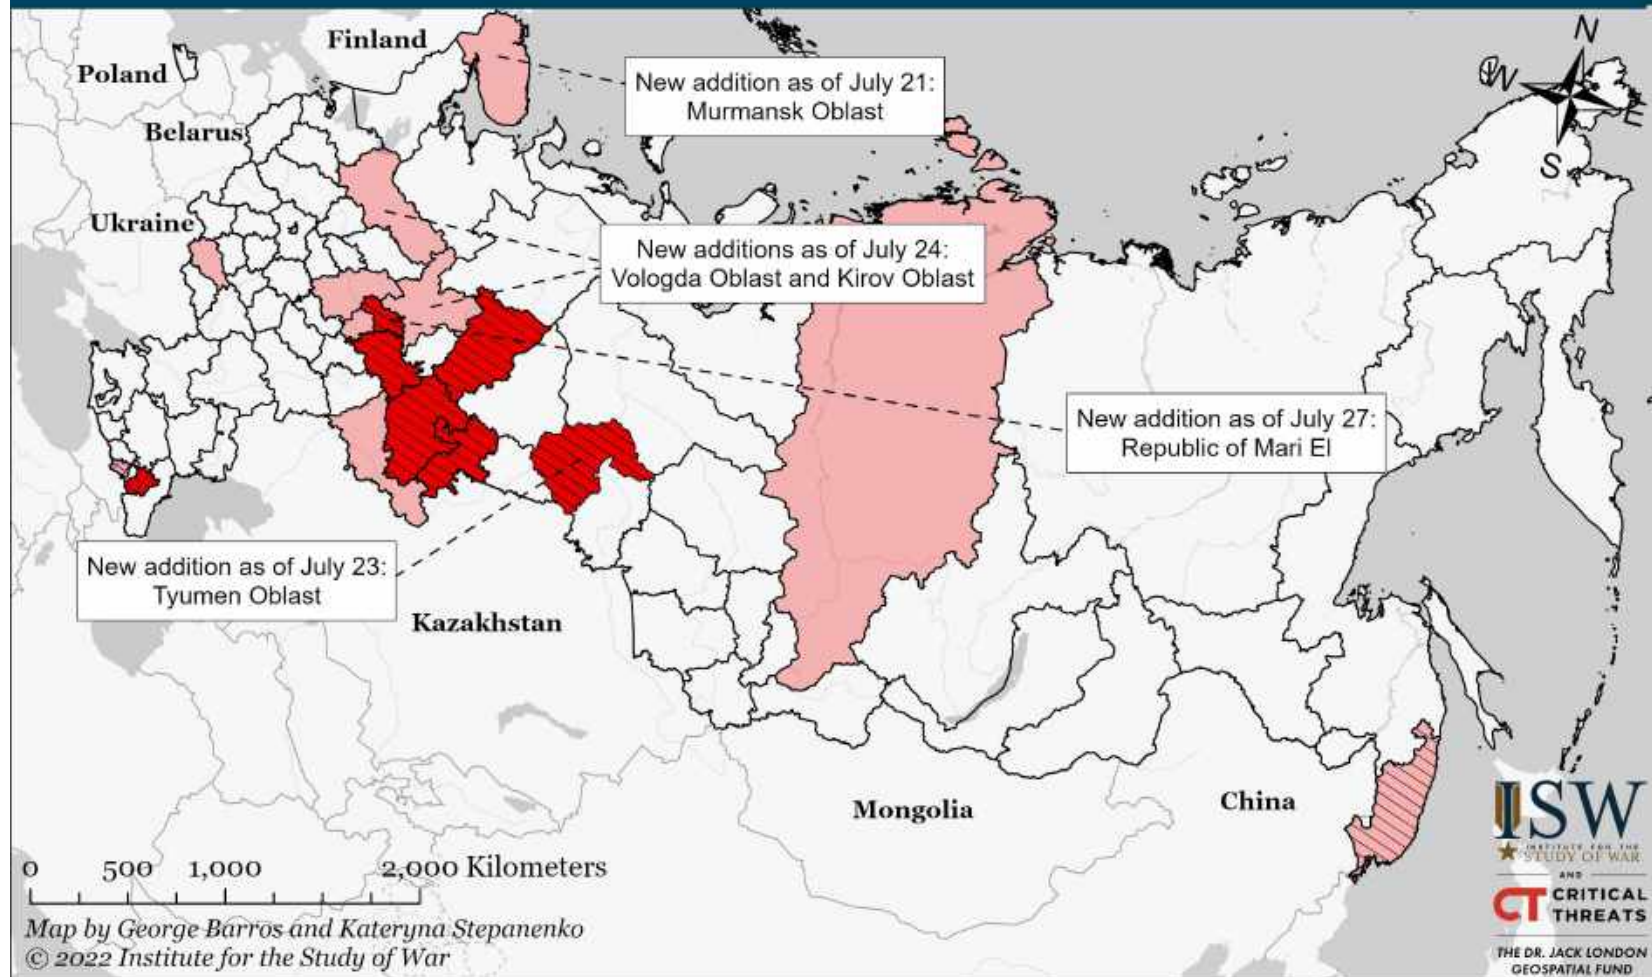 N
W
E
S
Finland
Poland
New addition as of July 21:
Murmansk Oblast
Belarus
Ukraine
New additions as of July 24:
Vologda Oblast and Kirov Oblast
New addition as of July 27:
Republic of Mari El
New addition as of July 23:
Tyumen Oblast
Kazakhstan
Mongolia
China
0 500 1,000 2,000 Kilometers
Map by George Barros and Kateryna Stepanenko
© 2022 Institute for the Study of War
ISW
INSTITUTE FOR THE
STUDY OF WAR
AND
CT CRITICAL
THREATS
THE DR. JACK LONDON
GEOSPATIAL FUND